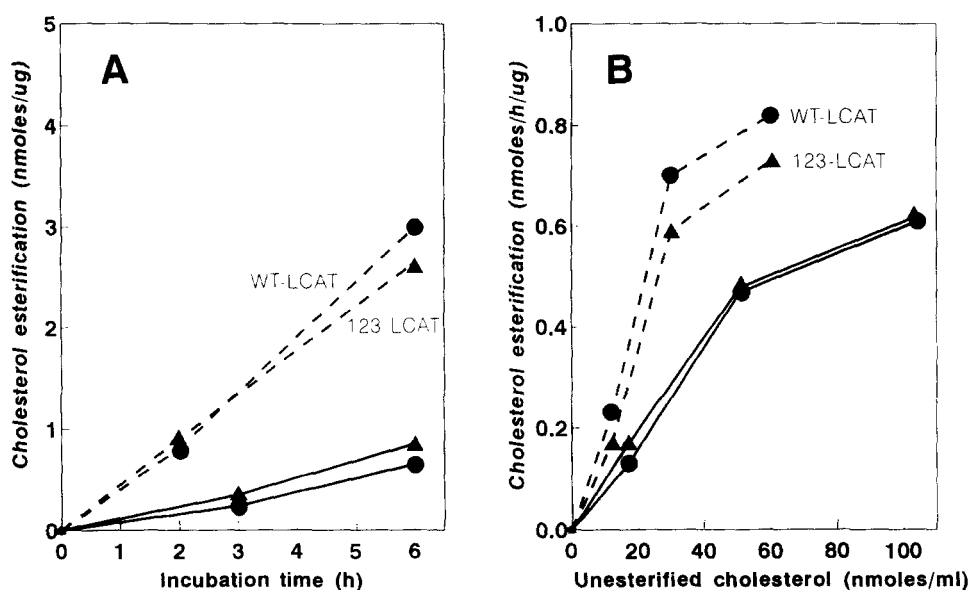 A
Cholesterol esterification (nmoles/ug)
5
4
3
2
1
0
WT-LCAT
123 LCAT
0 1 2 3 4 5 6
Incubation time (h)
B
Cholesterol esterification (nmoles/h/ug)
1.0
0.8
0.6
0.4
0.2
0.0
WT-LCAT
123-LCAT
0 20 40 60 80 100
Unesterified cholesterol (nmoles/ml)